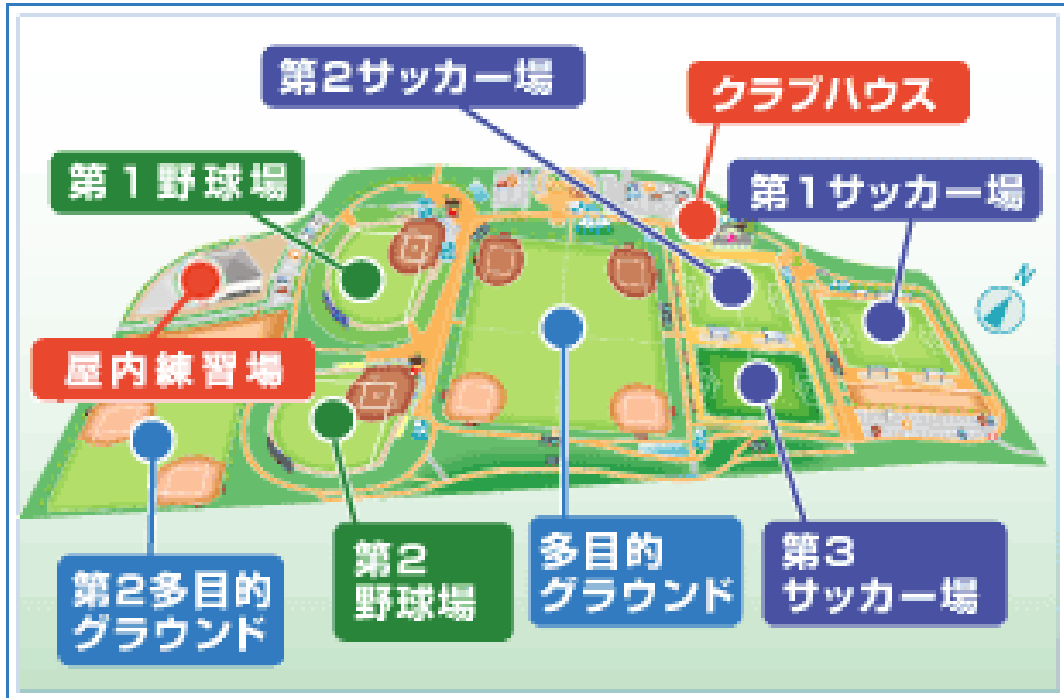 第2サッカー場
クラブハウス
第1野球場
第1サッカー場
N
屋内練習場
第2多目的
グラウンド
第2
野球場
多目的
グラウンド
第3
サッカー場